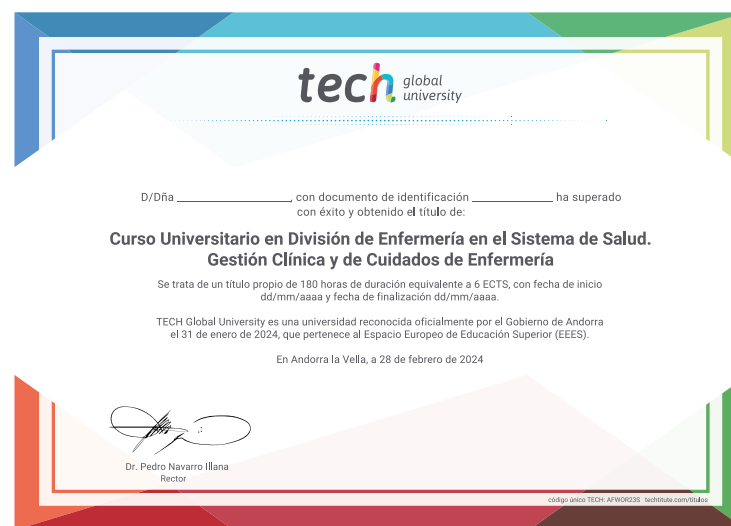 tech global university
D/Dña ____________________, con documento de identificación ______________ ha superado
con éxito y obtenido el título de:
Curso Universitario en División de Enfermería en el Sistema de Salud.
Gestión Clínica y de Cuidados de Enfermería
Se trata de un título propio de 180 horas de duración equivalente a 6 ECTS, con fecha de inicio
dd/mm/aaaa y fecha de finalización dd/mm/aaaa.
TECH Global University es una universidad reconocida oficialmente por el Gobierno de Andorra
el 31 de enero de 2024, que pertenece al Espacio Europeo de Educación Superior (EEES).
En Andorra la Vella, a 28 de febrero de 2024
Dr. Pedro Navarro Illana
Rector
código único TECH: AFWOR23S techtitute.com/titulos